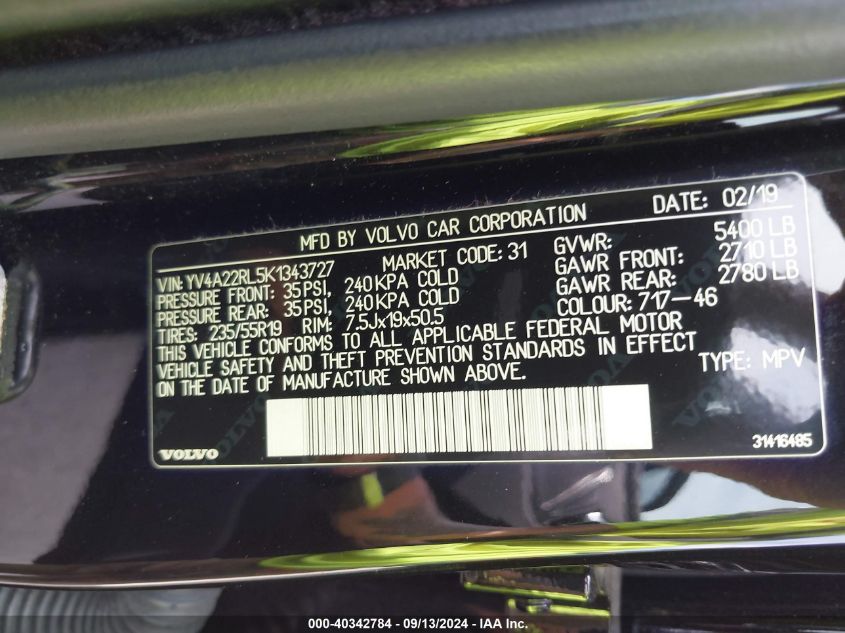 MFD BY VOLVO CAR CORPORATION DATE: 02/19
VIN: YV4A22RL5K1343727 MARKET CODE: 31 GVWR: 5400 LB
PRESSURE FRONT: 35PSI, 240KPA COLD GAWR FRONT: 2710 LB
PRESSURE REAR: 35PSI, 240KPA COLD GAWR REAR: 2780 LB
TIRES: 235/55R19 RIM: 7.5Jx19x50.5 COLOUR: 717-46
THIS VEHICLE CONFORMS TO ALL APPLICABLE FEDERAL MOTOR
VEHICLE SAFETY AND THEFT PREVENTION STANDARDS IN EFFECT
ON THE DATE OF MANUFACTURE SHOWN ABOVE. TYPE: MPV
VOLVO 31416485
000-40342784 - 09/13/2024 - IAA Inc.